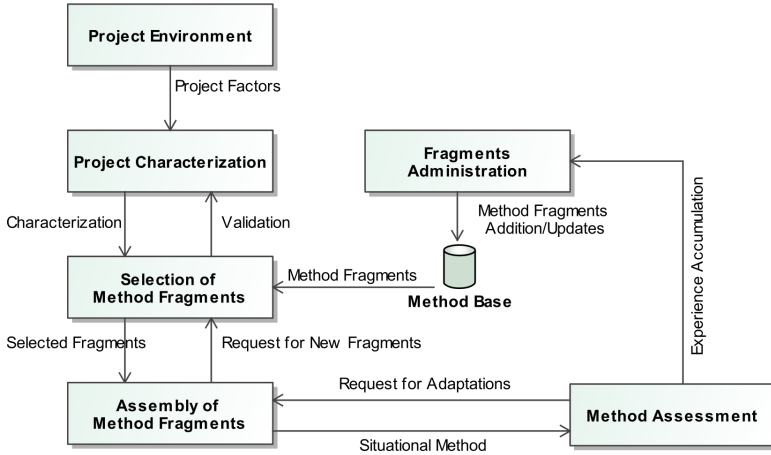 Project Environment
Project Factors
Project Characterization
Fragments
Administration
Characterization
Validation
Method Fragments
Addition/Updates
Experience Accumulation
Selection of
Method Fragments
Method Fragments
Method Base
Selected Fragments
Request for New Fragments
Request for Adaptations
Assembly of
Method Fragments
Method Assessment
Situational Method